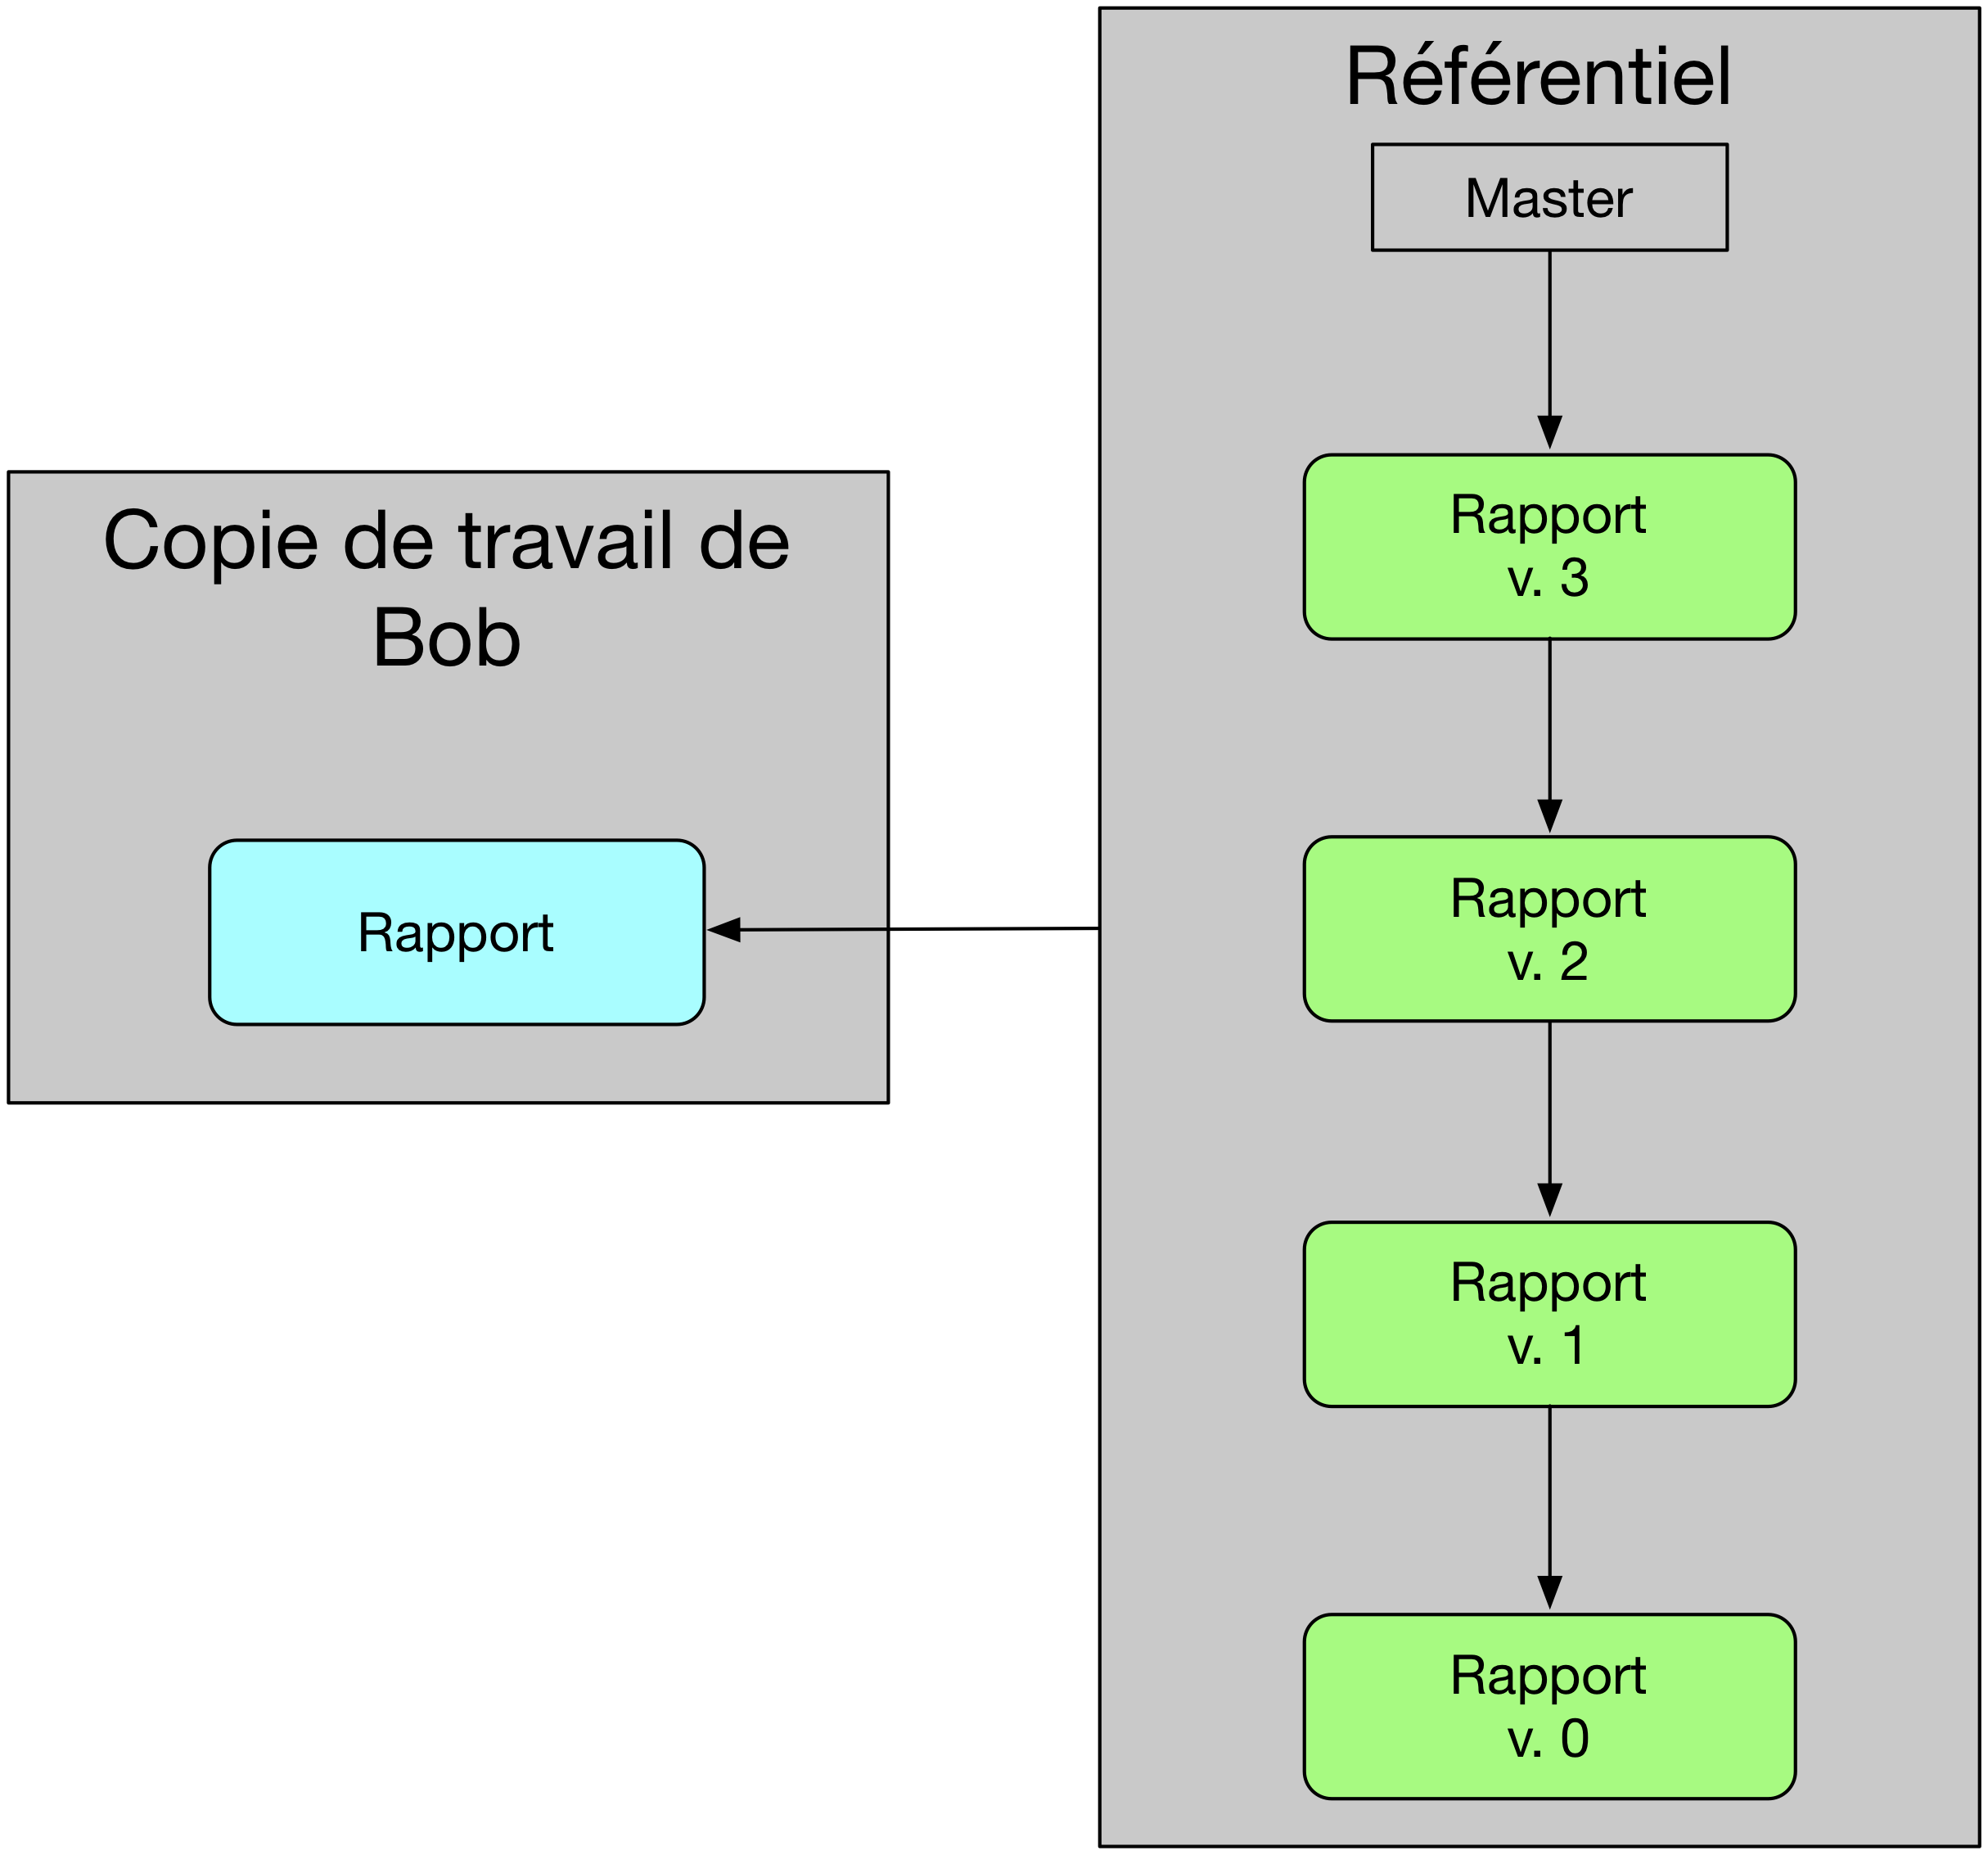 Référentiel
Master
Rapport
v. 3
Copie de travail de
Bob
Rapport
Rapport
v. 2
Rapport
v. 1
Rapport
v. 0